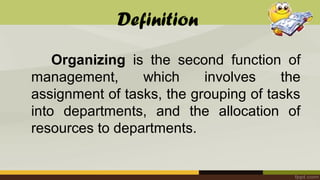 Definition
Organizing is the second function of
management, which involves the
assignment of tasks, the grouping of tasks
into departments, and the allocation of
resources to departments.
fppt.com